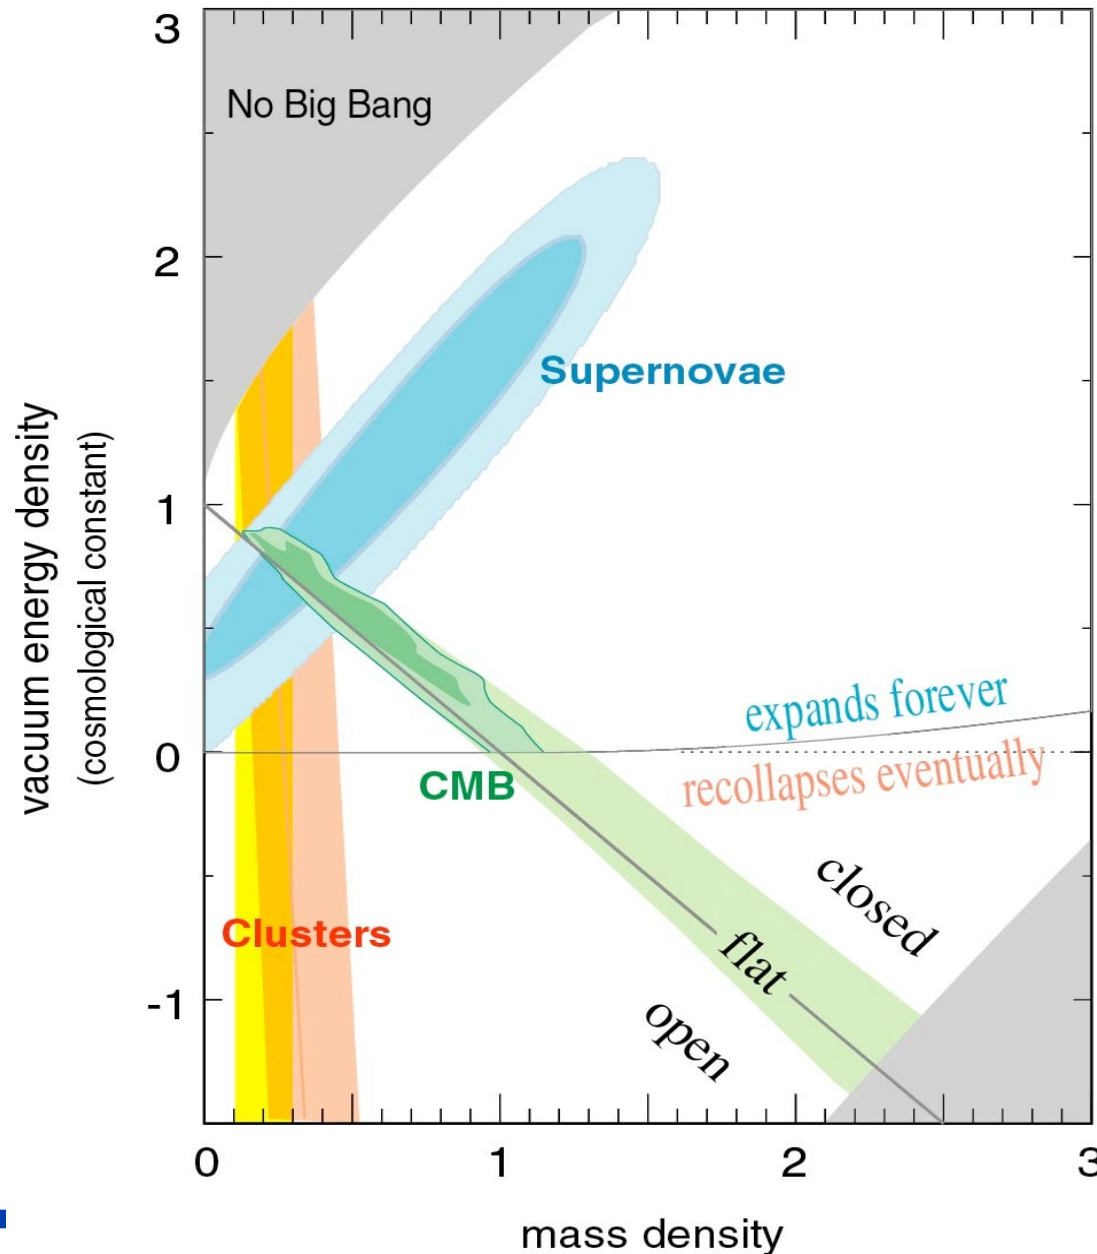 3
No Big Bang
2
Supernovae
vacuum energy density
(cosmological constant)
1
expands forever
0
recollapses eventually
CMB
closed
Clusters
flat
-1
open
0
1
2
3
mass density